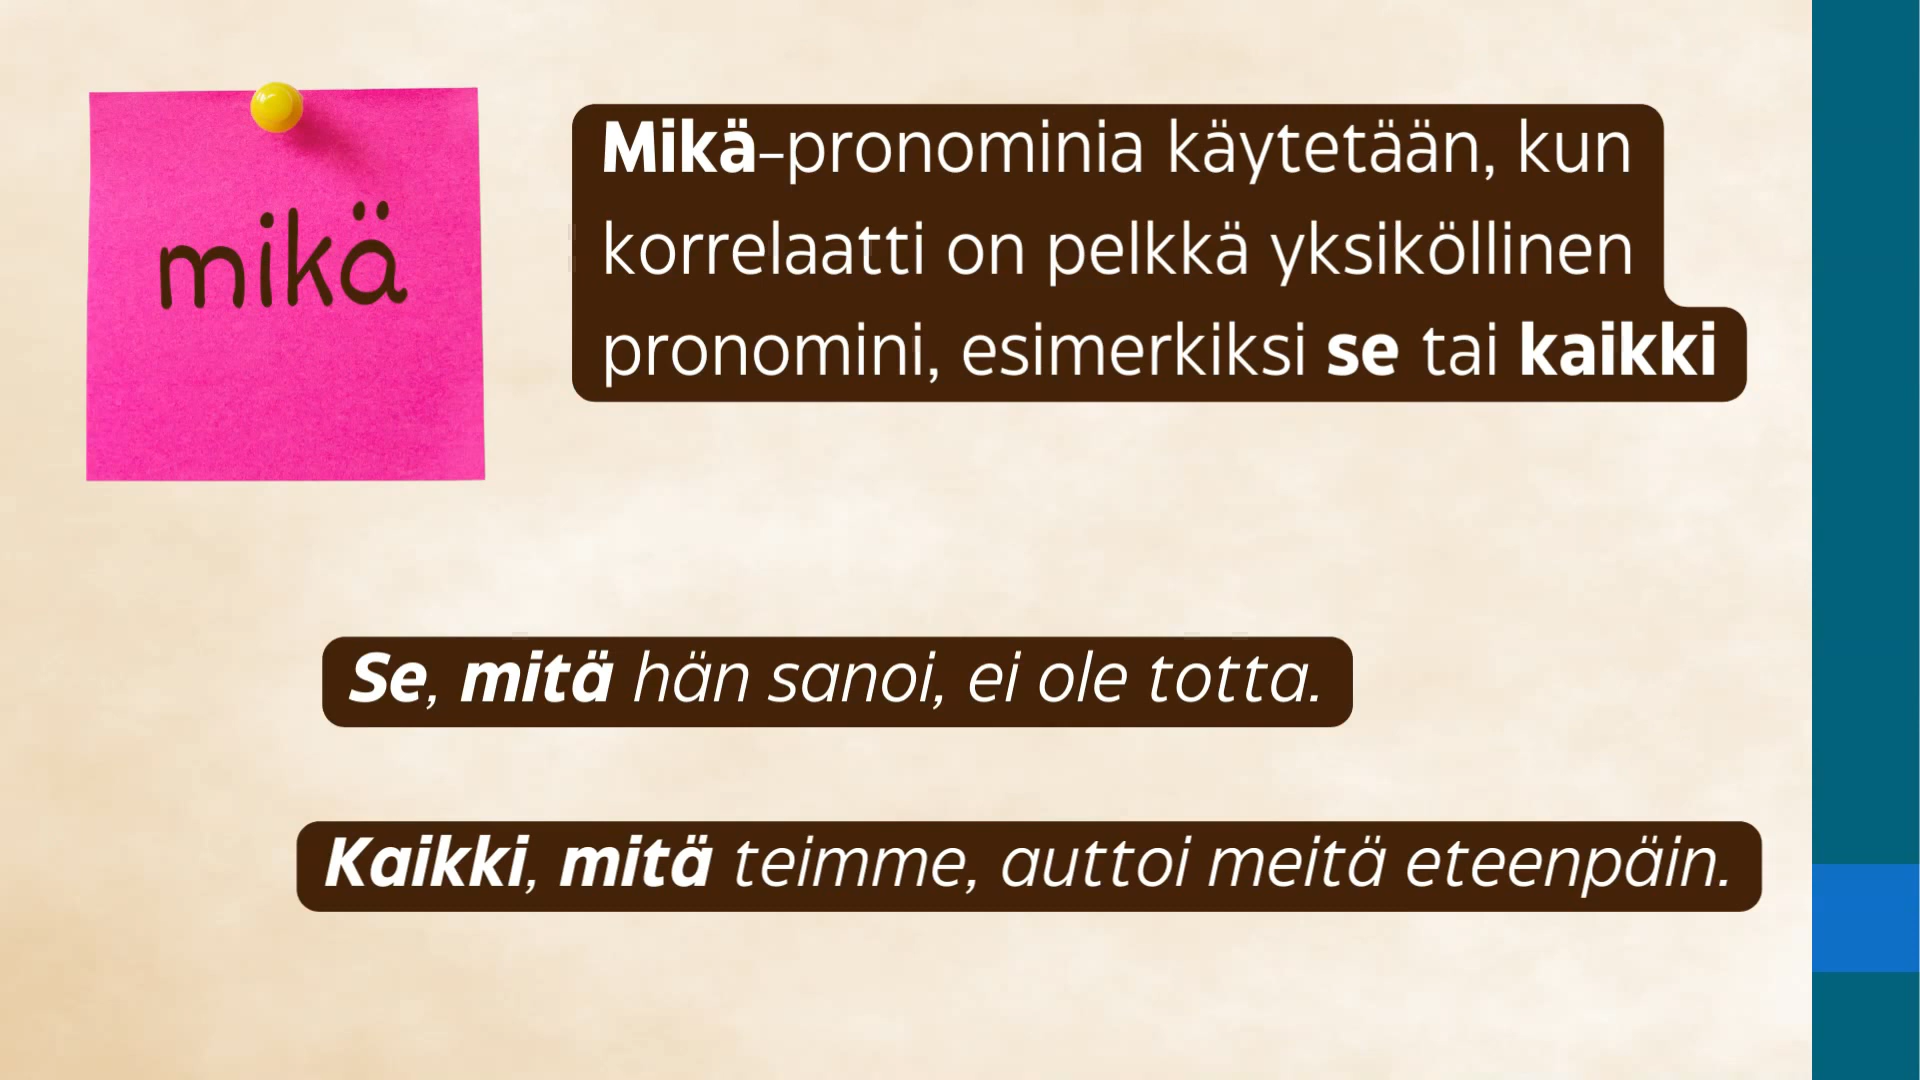 mikä
Mikä-pronominia käytetään, kun
korrelaatti on pelkkä yksiköllinen
pronomini, esimerkiksi se tai kaikki
Se, mitä hän sanoi, ei ole totta.
Kaikki, mitä teimme, auttoi meitä eteenpäin.